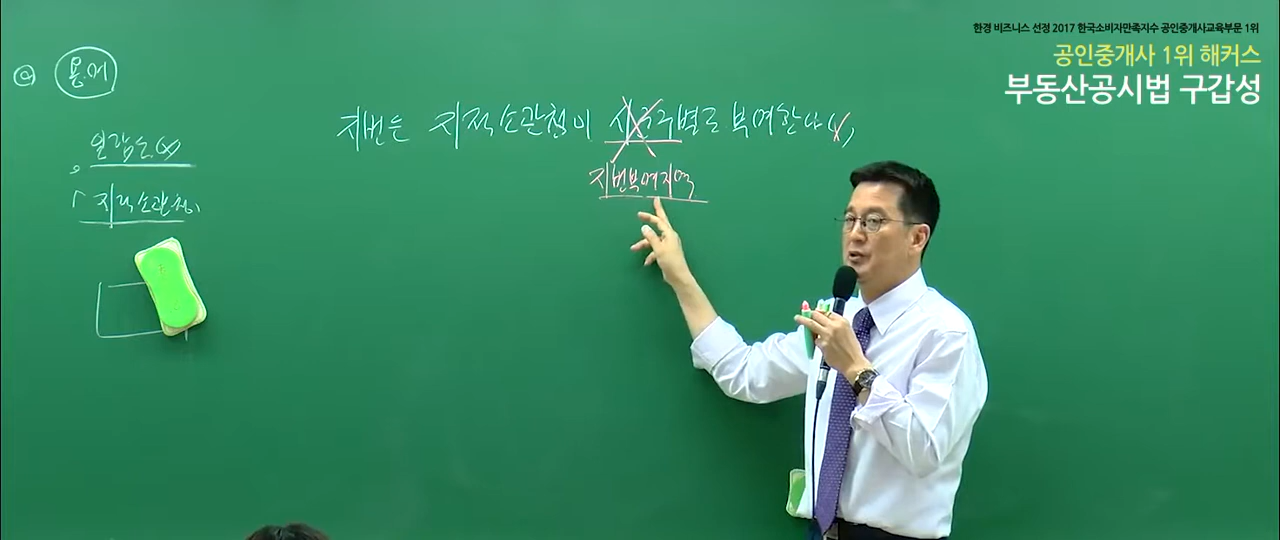 한경 비즈니스 선정 2017 한국소비자만족지수 공인중개사교육부문 1위
공인중개사 1위 해커스
부동산공시법 구갑성
용어
지번은 지적소관청이 시군구별로 부여한다 (x)
지번부여지역
지적소관청